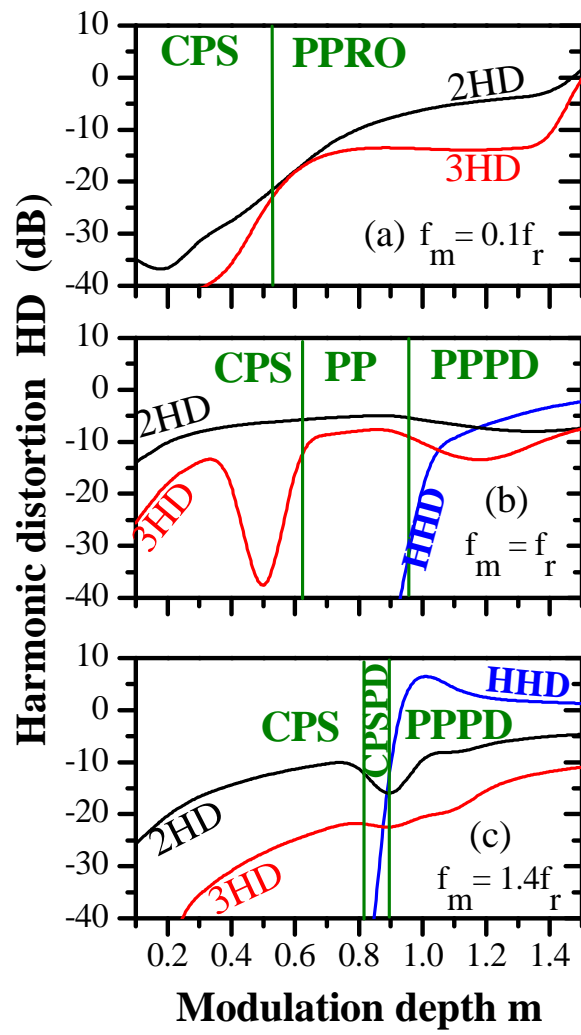 Harmonic distortion HD (dB)
10
0
-10
-20
-30
-40
CPS
PPRO
2HD
3HD
(a) f_m = 0.1f_r
10
0
-10
-20
-30
-40
CPS
PP
PPPD
2HD
3HD
HHD
(b)
f_m = f_r
10
0
-10
-20
-30
-40
CPS
CPSPD
PPPD
HHD
2HD
3HD
(c)
f_m = 1.4f_r
0.2 0.4 0.6 0.8 1.0 1.2 1.4
Modulation depth m